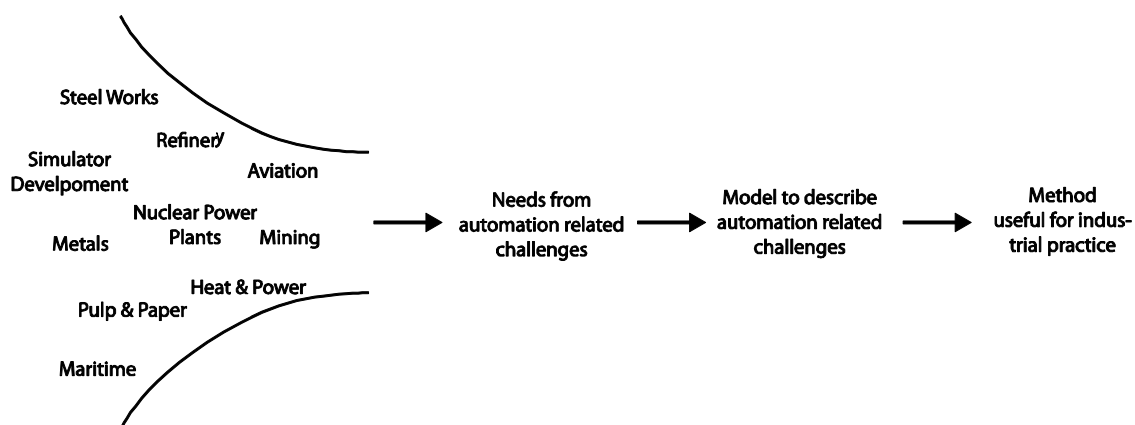 Steel Works
Refinery
Simulator
Develpoment
Aviation
Nuclear Power
Plants
Metals
Mining
Heat & Power
Pulp & Paper
Maritime
Needs from
automation related
challenges
Model to describe
automation related
challenges
Method
useful for indus-
trial practice